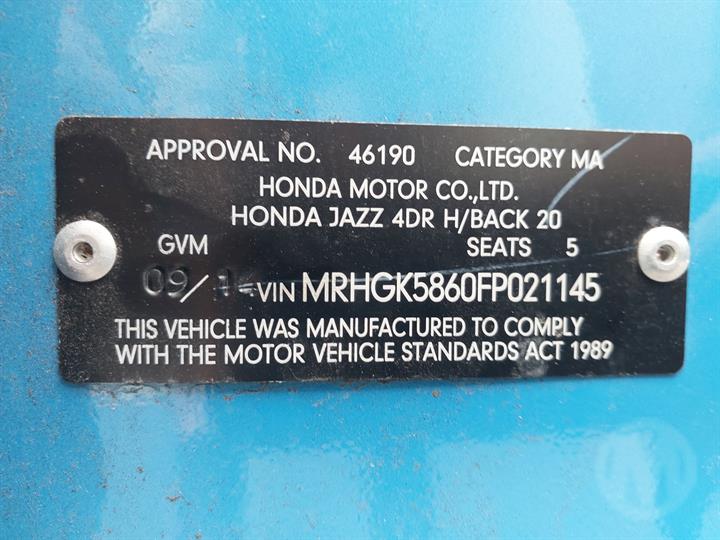 APPROVAL NO. 46190 CATEGORY MA
HONDA MOTOR CO.,LTD.
HONDA JAZZ 4DR H/BACK 20
GVM SEATS 5
VIN MRHGK5860FP021145
THIS VEHICLE WAS MANUFACTURED TO COMPLY
WITH THE MOTOR VEHICLE STANDARDS ACT 1989